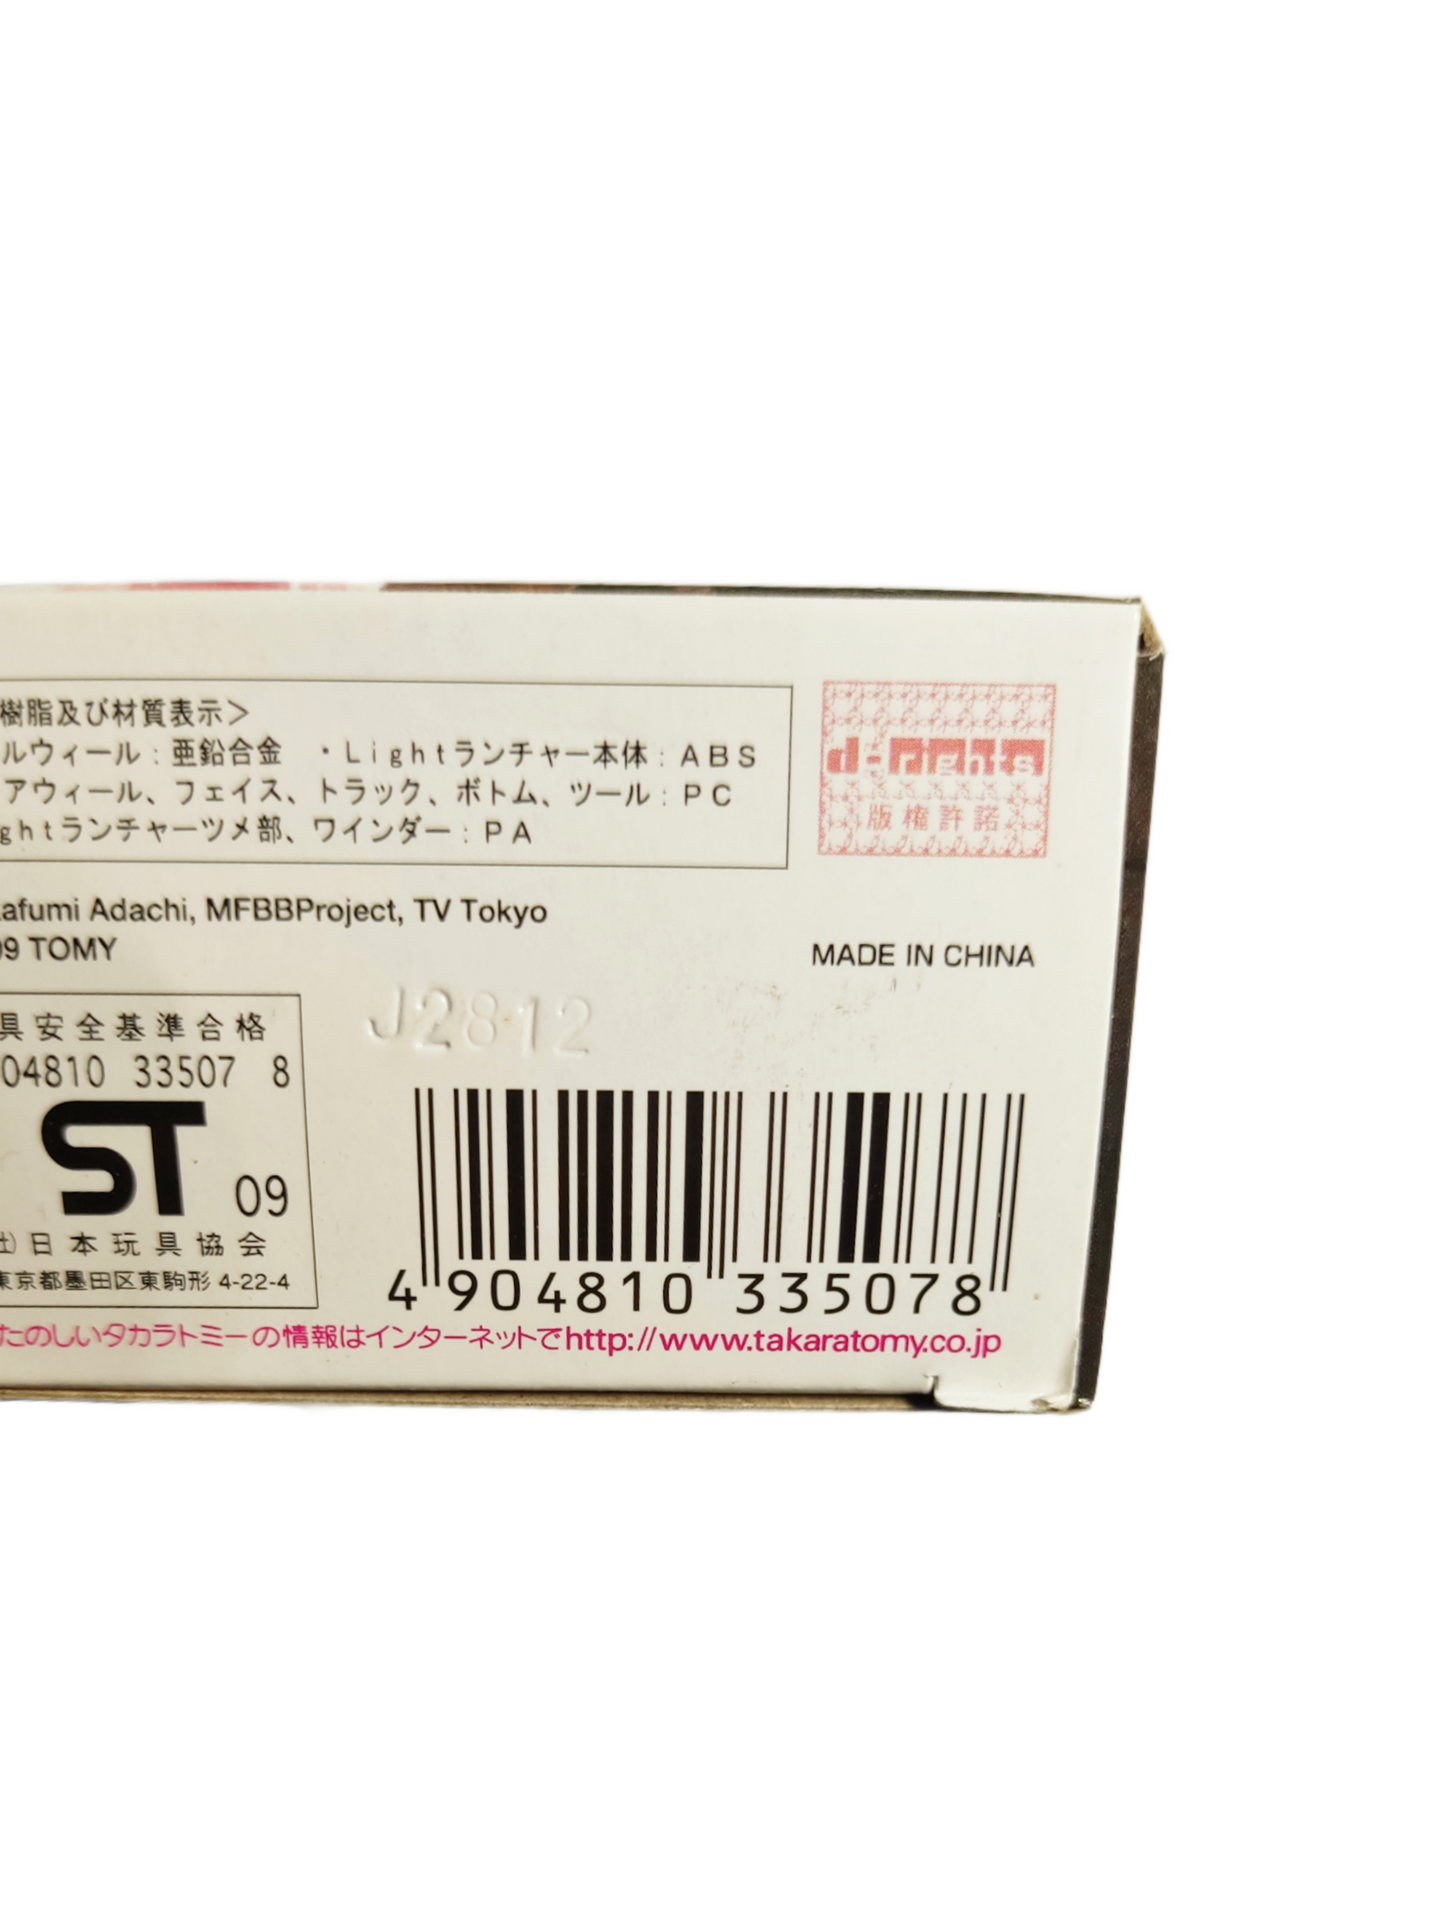 樹脂及び材質表示＞
ルウィール：亜鉛合金　・Lightランチャー本体：ABS
アウィール、フェイス、トラック、ボトム、ツール：PC
ghtランチャーツメ部、ワインダー：PA
d-rights
版権許諾
afumi Adachi, MFBBProject, TV Tokyo
09 TOMY
MADE IN CHINA
J2812
具安全基準合格
04810 33507 8
ST 09
社)日本玩具協会
東京都墨田区東駒形 4-22-4
4 904810 335078
たのしいタカラトミーの情報はインターネットでhttp://www.takaratomy.co.jp